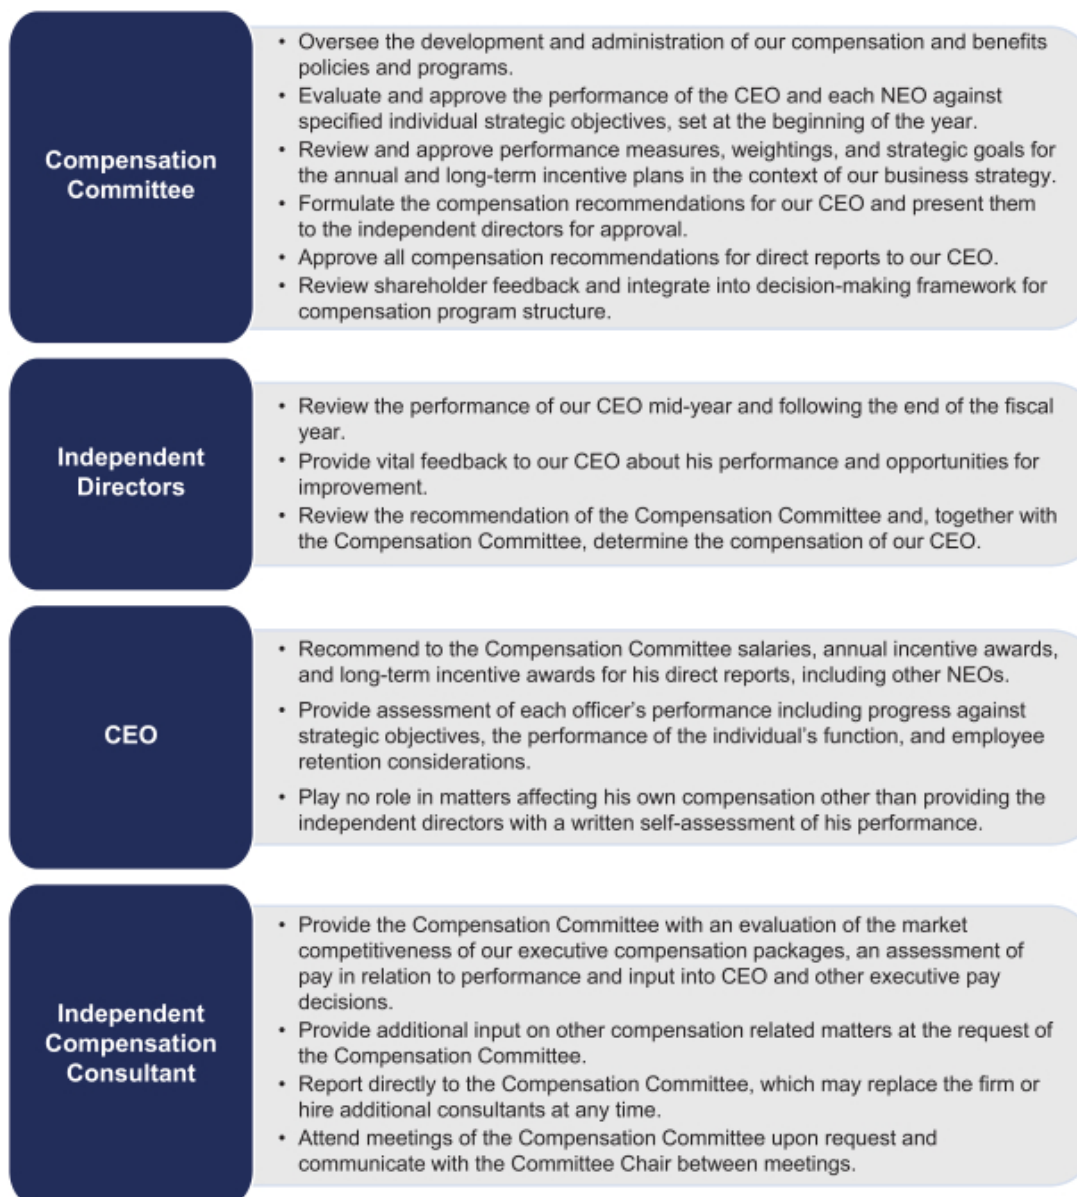 Compensation
Committee
• Oversee the development and administration of our compensation and benefits
policies and programs.
• Evaluate and approve the performance of the CEO and each NEO against
specified individual strategic objectives, set at the beginning of the year.
• Review and approve performance measures, weightings, and strategic goals for
the annual and long-term incentive plans in the context of our business strategy.
• Formulate the compensation recommendations for our CEO and present them
to the independent directors for approval.
• Approve all compensation recommendations for direct reports to our CEO.
• Review shareholder feedback and integrate into decision-making framework for
compensation program structure.
Independent
Directors
• Review the performance of our CEO mid-year and following the end of the fiscal
year.
• Provide vital feedback to our CEO about his performance and opportunities for
improvement.
• Review the recommendation of the Compensation Committee and, together with
the Compensation Committee, determine the compensation of our CEO.
CEO
• Recommend to the Compensation Committee salaries, annual incentive awards,
and long-term incentive awards for his direct reports, including other NEOs.
• Provide assessment of each officer's performance including progress against
strategic objectives, the performance of the individual's function, and employee
retention considerations.
• Play no role in matters affecting his own compensation other than providing the
independent directors with a written self-assessment of his performance.
Independent
Compensation
Consultant
• Provide the Compensation Committee with an evaluation of the market
competitiveness of our executive compensation packages, an assessment of
pay in relation to performance and input into CEO and other executive pay
decisions.
• Provide additional input on other compensation related matters at the request of
the Compensation Committee.
• Report directly to the Compensation Committee, which may replace the firm or
hire additional consultants at any time.
• Attend meetings of the Compensation Committee upon request and
communicate with the Committee Chair between meetings.